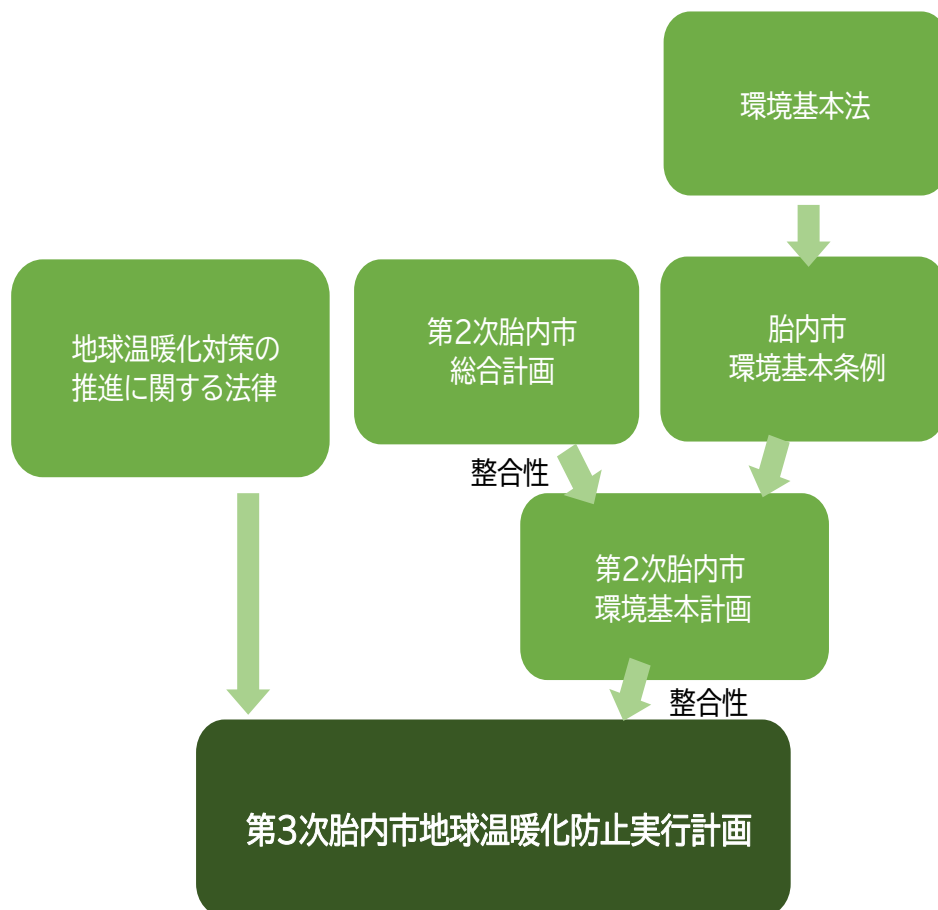 環境基本法
地球温暖化対策の
推進に関する法律
第2次胎内市
総合計画
胎内市
環境基本条例
整合性
第2次胎内市
環境基本計画
整合性
第3次胎内市地球温暖化防止実行計画